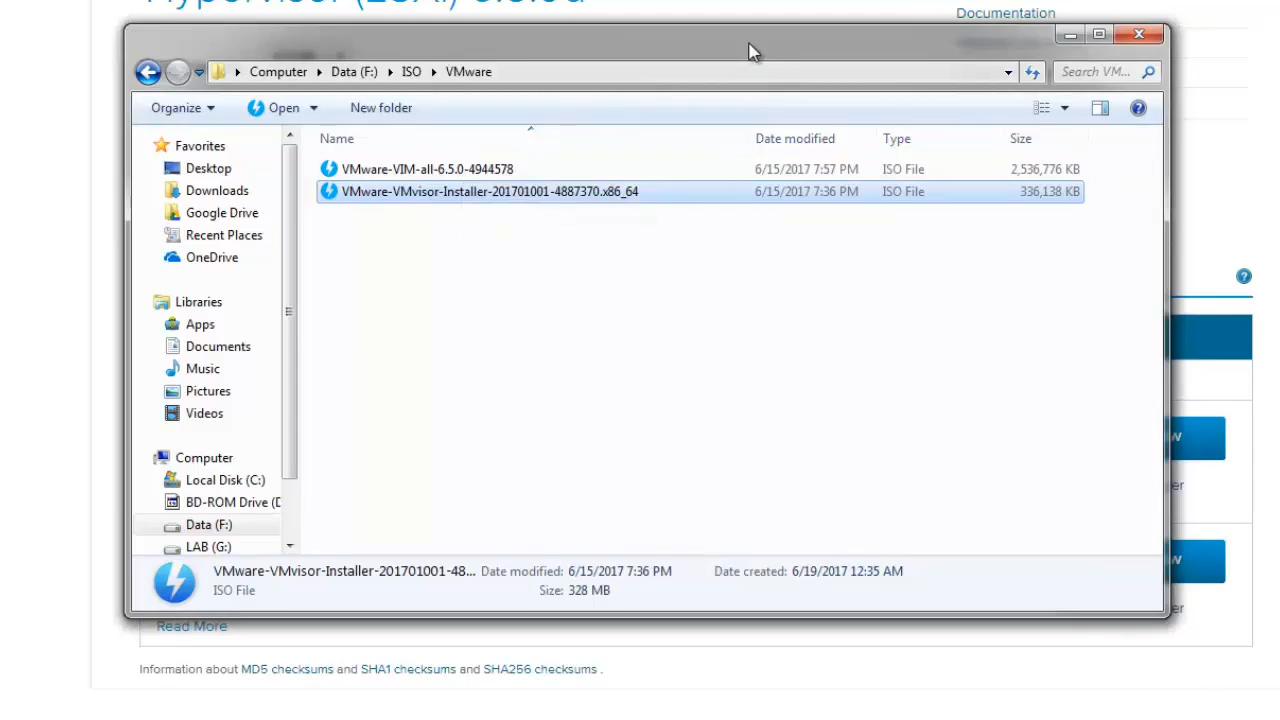 Documentation
Computer Data (F:) ISO VMware
Search VM...
Organize Open New folder
Name Date modified Type Size
VMware-VIM-all-6.5.0-4944578 6/15/2017 7:57 PM ISO File 2,536,776 KB
VMware-VMvisor-Installer-201701001-4887370.x86_64 6/15/2017 7:36 PM ISO File 336,138 KB
Favorites
Desktop
Downloads
Google Drive
Recent Places
OneDrive
Libraries
Apps
Documents
Music
Pictures
Videos
Computer
Local Disk (C:)
BD-ROM Drive (D
Data (F:)
LAB (G:)
VMware-VMvisor-Installer-201701001-48... Date modified: 6/15/2017 7:36 PM Date created: 6/19/2017 12:35 AM
ISO File Size: 328 MB
Read More
Information about MD5 checksums and SHA1 checksums and SHA256 checksums .